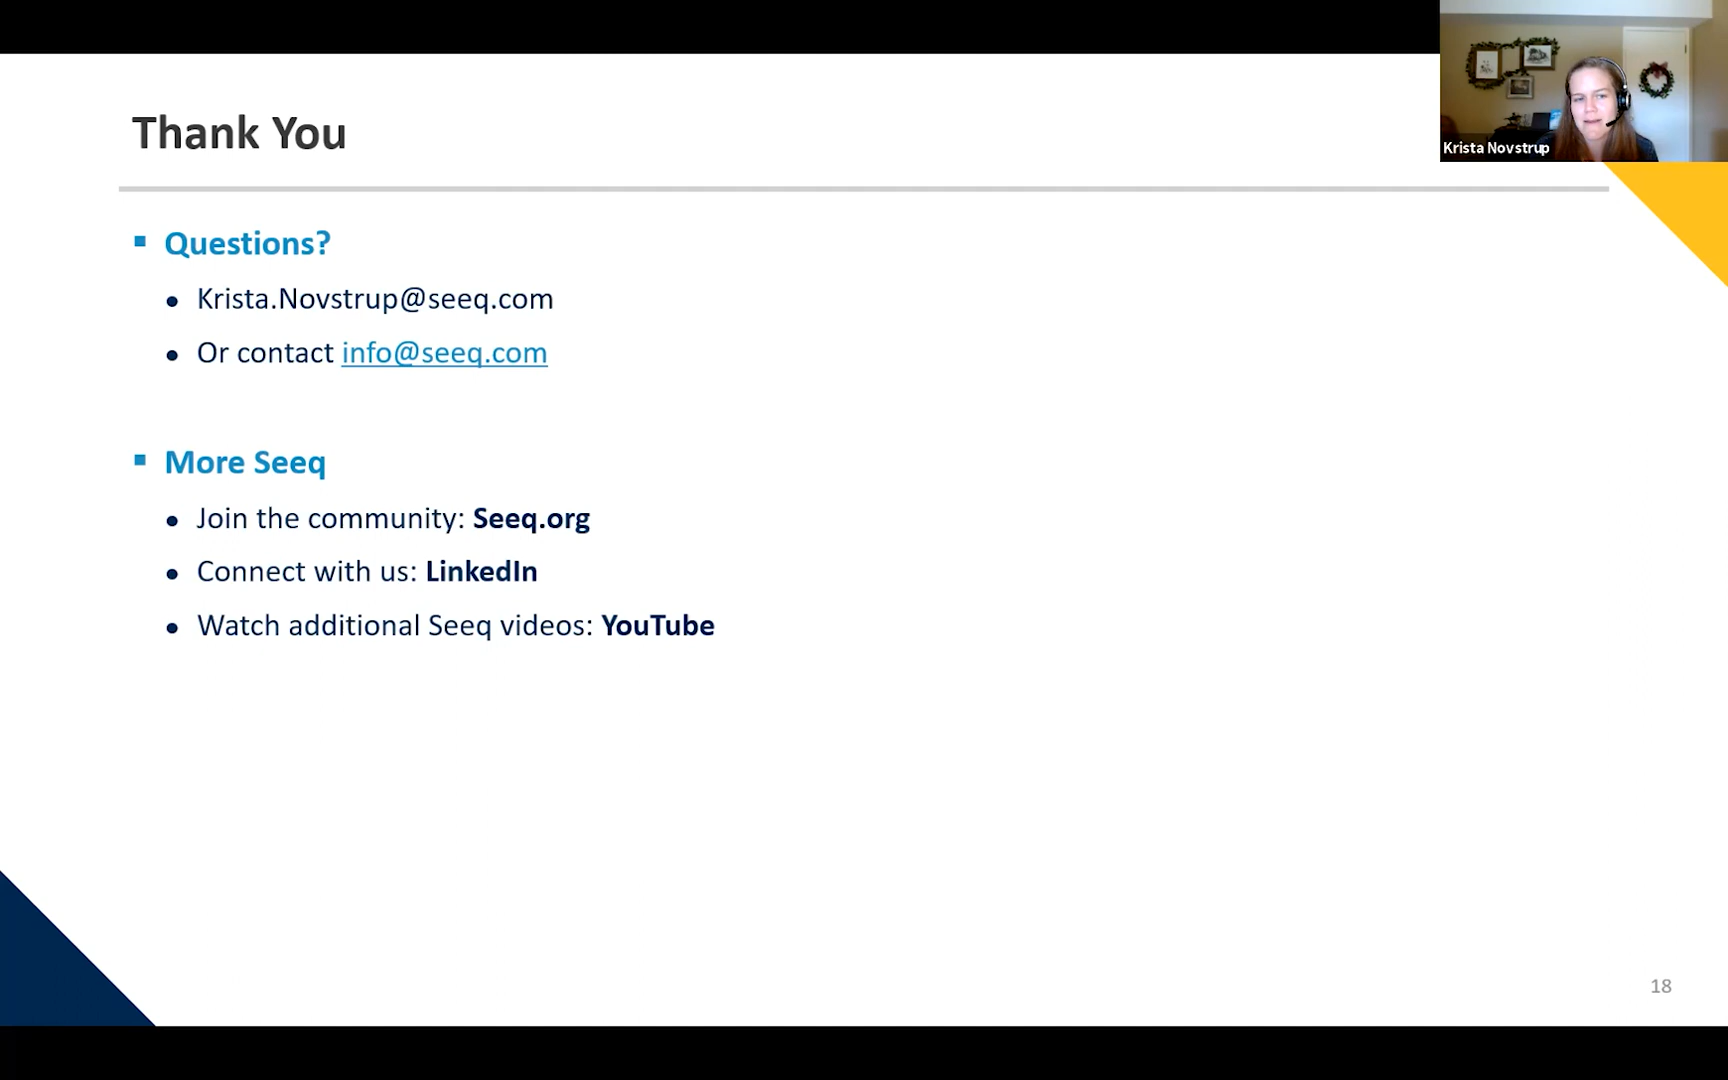 Krista Novstrup
Thank You
Questions?
Krista.Novstrup@seeq.com
Or contact info@seeq.com
More Seeq
Join the community: Seeq.org
Connect with us: LinkedIn
Watch additional Seeq videos: YouTube
18